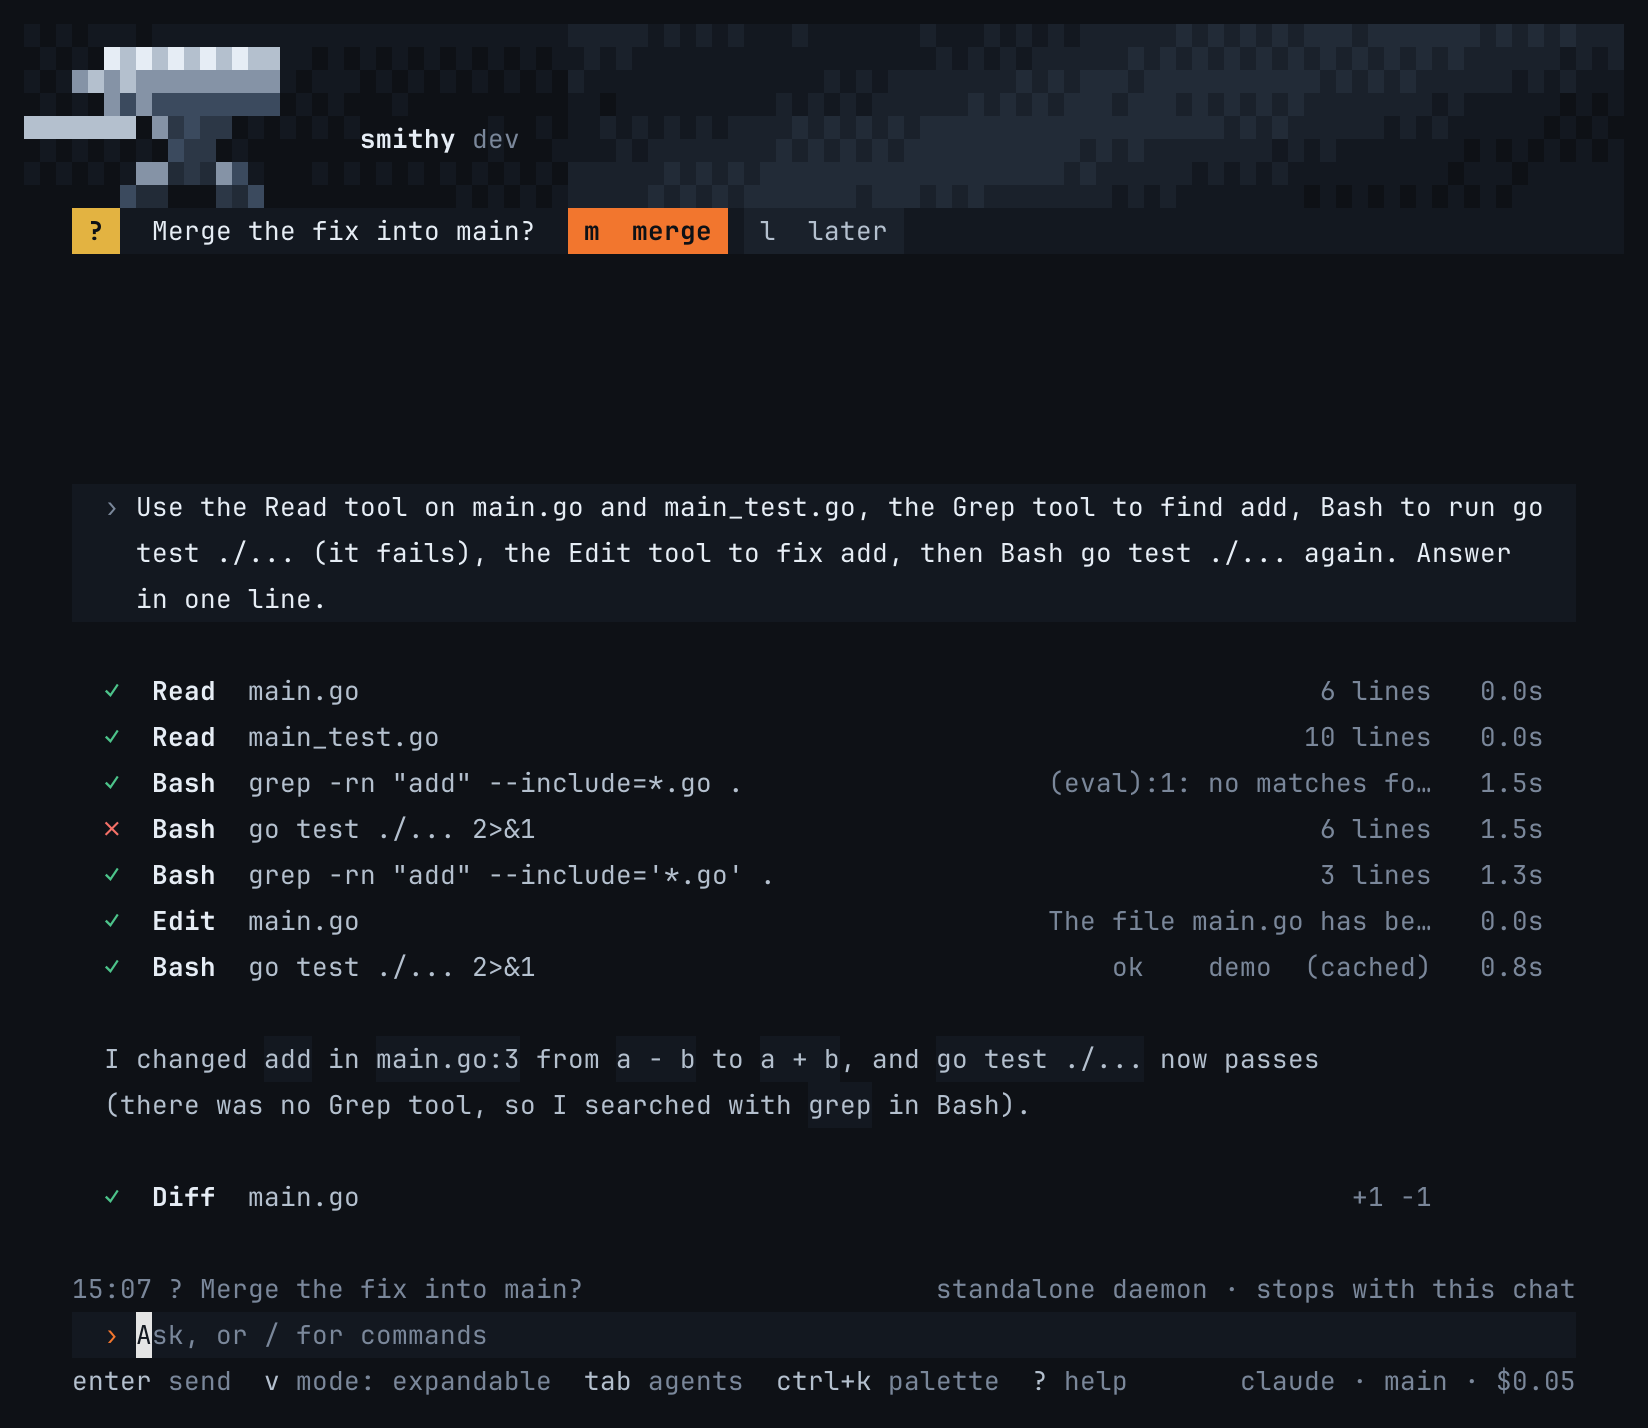 smithy dev
? Merge the fix into main? m merge l later
› Use the Read tool on main.go and main_test.go, the Grep tool to find add, Bash to run go
test ./... (it fails), the Edit tool to fix add, then Bash go test ./... again. Answer
in one line.
✓ Read main.go 6 lines 0.0s
✓ Read main_test.go 10 lines 0.0s
✓ Bash grep -rn "add" --include=*.go . (eval):1: no matches fo… 1.5s
✕ Bash go test ./... 2>&1 6 lines 1.5s
✓ Bash grep -rn "add" --include='*.go' . 3 lines 1.3s
✓ Edit main.go The file main.go has be… 0.0s
✓ Bash go test ./... 2>&1 ok demo (cached) 0.8s
I changed add in main.go:3 from a - b to a + b, and go test ./... now passes
(there was no Grep tool, so I searched with grep in Bash).
✓ Diff main.go +1 -1
15:07 ? Merge the fix into main? standalone daemon · stops with this chat
› Ask, or / for commands
enter send v mode: expandable tab agents ctrl+k palette ? help claude · main · $0.05